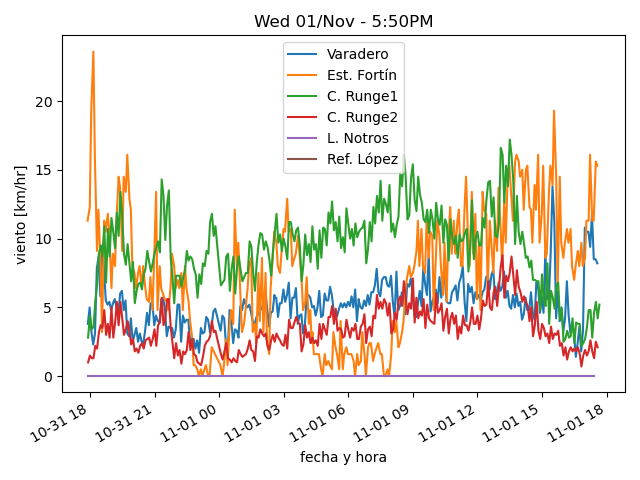 Wed 01/Nov - 5:50PM
Varadero
Est. Fortín
C. Runge1
C. Runge2
L. Notros
Ref. López
viento [km/hr]
20
15
10
5
0
10-31 18
10-31 21
11-01 00
11-01 03
11-01 06
11-01 09
11-01 12
11-01 15
11-01 18
fecha y hora